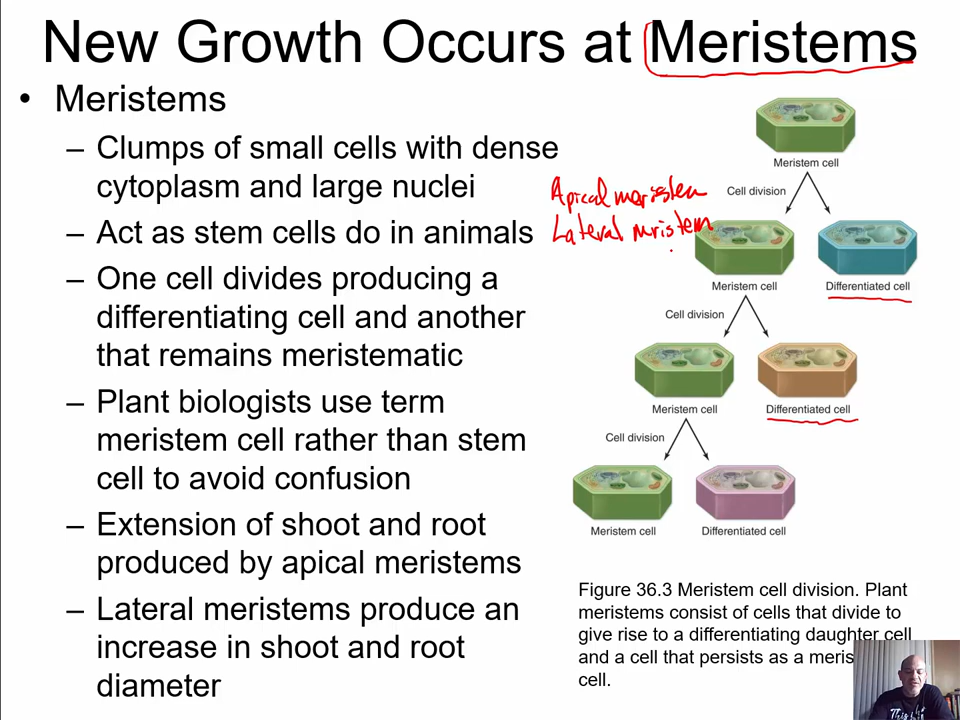 New Growth Occurs at Meristems
• Meristems
– Clumps of small cells with dense
cytoplasm and large nuclei
– Act as stem cells do in animals
– One cell divides producing a
differentiating cell and another
that remains meristematic
– Plant biologists use term
meristem cell rather than stem
cell to avoid confusion
– Extension of shoot and root
produced by apical meristems
– Lateral meristems produce an
increase in shoot and root
diameter
Apical meristem
Lateral meristem
Meristem cell
Cell division
Meristem cell
Differentiated cell
Cell division
Meristem cell
Differentiated cell
Cell division
Meristem cell
Differentiated cell
Figure 36.3 Meristem cell division. Plant
meristems consist of cells that divide to
give rise to a differentiating daughter cell
and a cell that persists as a meris
cell.